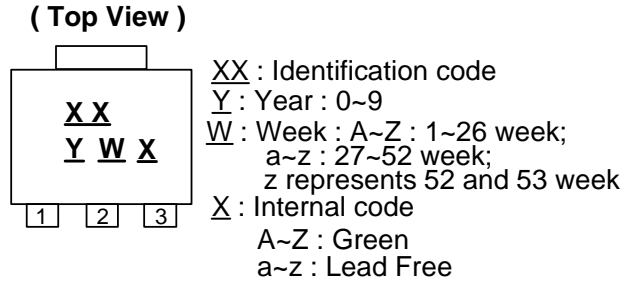 ( Top View )
XX : Identification code
Y : Year : 0~9
W : Week : A~Z : 1~26 week;
a~z : 27~52 week;
z represents 52 and 53 week
X : Internal code
A~Z : Green
a~z : Lead Free
X X
Y W X
1 2 3